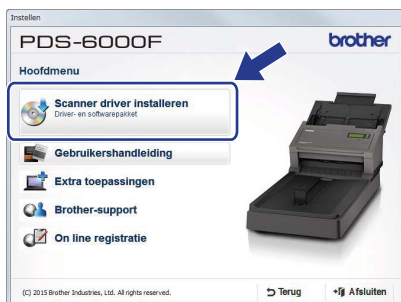 Instellen
PDS-6000F
brother
Hoofdmenu
Scanner driver installeren
Driver- en softwarepakket
Gebruikershandleiding
Extra toepassingen
Brother-support
On line registratie
(C) 2015 Brother Industries, Ltd. All rights reserved.
Terug
Afsluiten